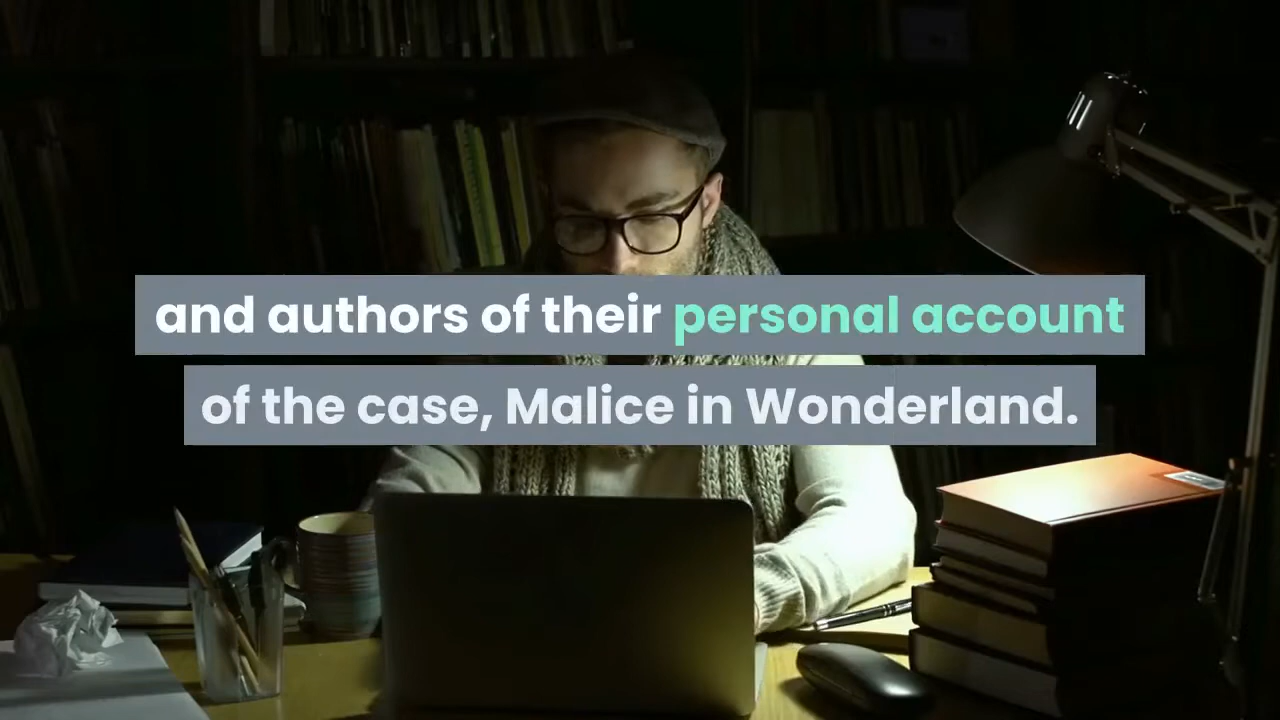 and authors of their personal account
of the case, Malice in Wonderland.